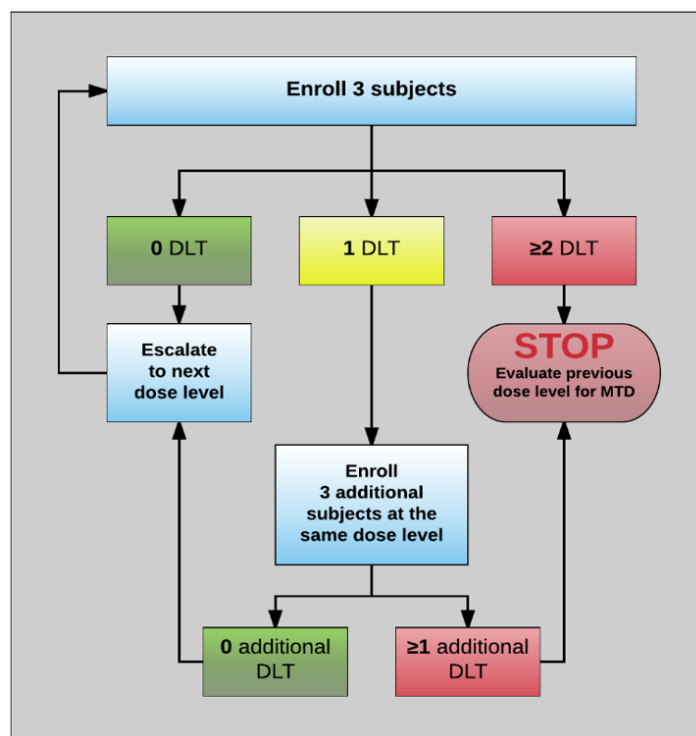 Enroll 3 subjects
0 DLT
1 DLT
≥2 DLT
Escalate
to next
dose level
STOP
Evaluate previous
dose level for MTD
Enroll
3 additional
subjects at the
same dose level
0 additional
DLT
≥1 additional
DLT